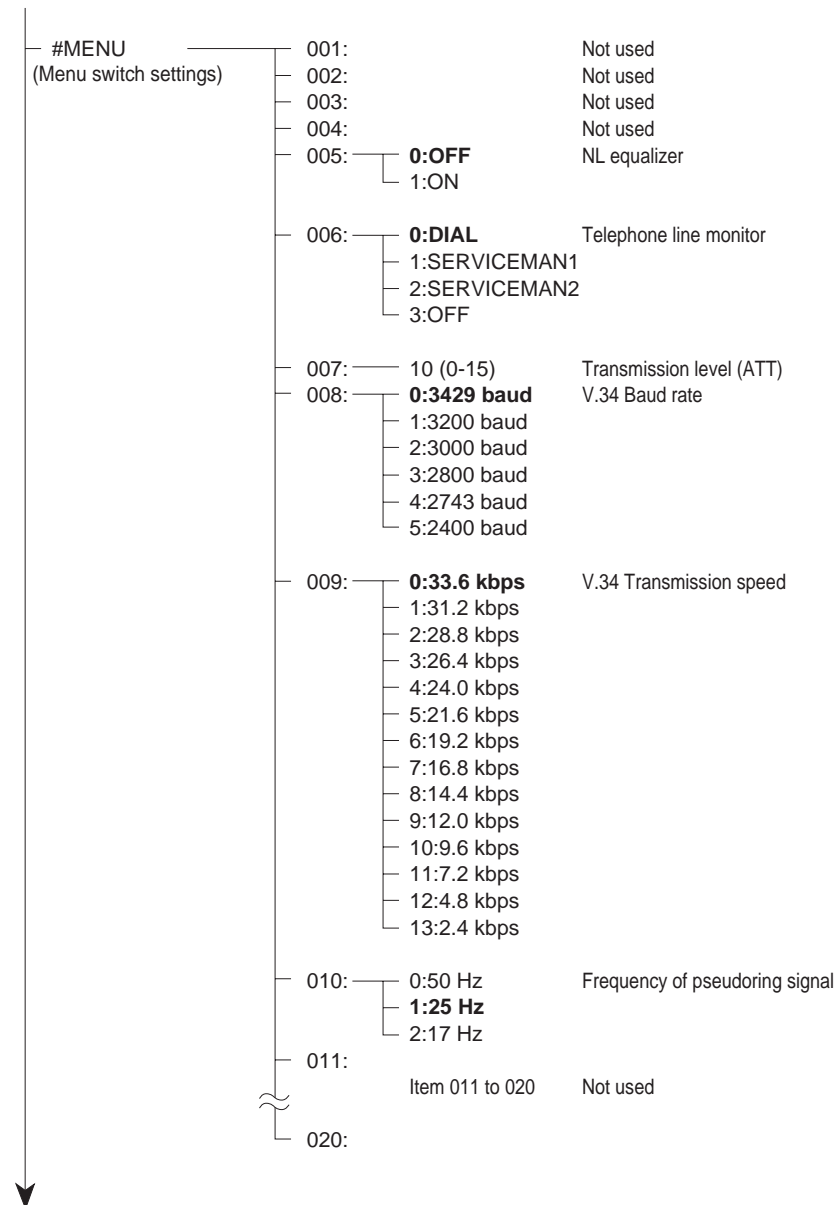 #MENU 001: Not used
(Menu switch settings) 002: Not used
003: Not used
004: Not used
005: 0:OFF NL equalizer
1:ON
006: 0:DIAL Telephone line monitor
1:SERVICEMAN1
2:SERVICEMAN2
3:OFF
007: 10 (0-15) Transmission level (ATT)
008: 0:3429 baud V.34 Baud rate
1:3200 baud
2:3000 baud
3:2800 baud
4:2743 baud
5:2400 baud
009: 0:33.6 kbps V.34 Transmission speed
1:31.2 kbps
2:28.8 kbps
3:26.4 kbps
4:24.0 kbps
5:21.6 kbps
6:19.2 kbps
7:16.8 kbps
8:14.4 kbps
9:12.0 kbps
10:9.6 kbps
11:7.2 kbps
12:4.8 kbps
13:2.4 kbps
010: 0:50 Hz Frequency of pseudoring signal
1:25 Hz
2:17 Hz
011:
Item 011 to 020 Not used
020: